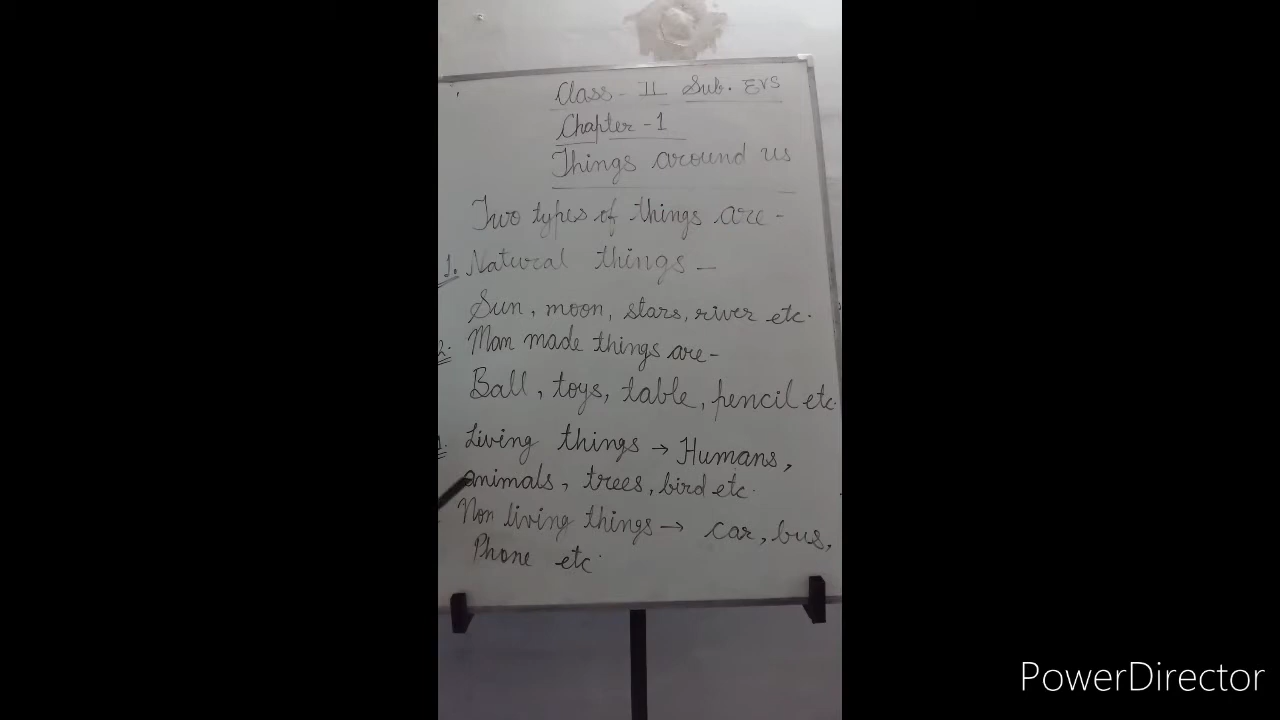 Class - II Sub. EVS
Chapter - 1
Things around us
Two types of things are -
1. Natural things -
Sun, moon, stars, river etc.
2. Man made things are -
Ball, toys, table, pencil etc.
1. Living things → Humans,
animals, trees, bird etc.
Non living things → car, bus,
Phone etc.
PowerDirector